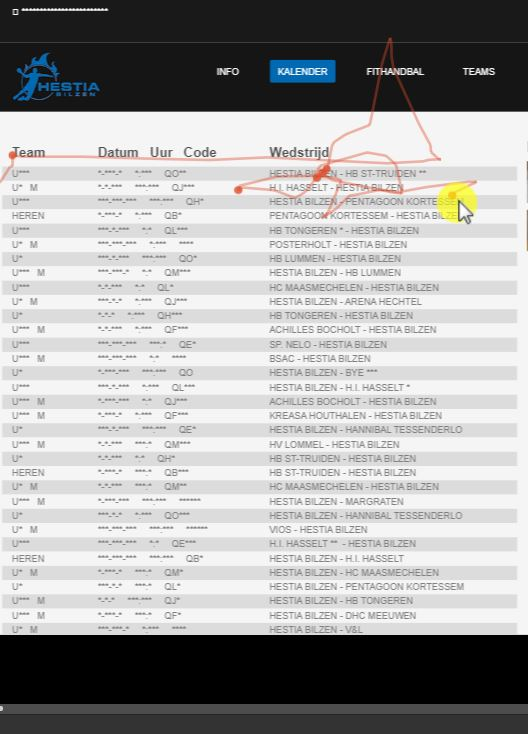 ▯ ************************
HESTIA
BILZEN
INFO KALENDER FITHANDBAL TEAMS
Team Datum Uur Code Wedstrijd
U*** *-***-* *-*** QO** HESTIA BILZEN - HB ST-TRUIDEN **
U* M *-*-*** ***-*** QJ*** H.I. HASSELT - HESTIA BILZEN
U*** ***-***-*** ***-*** QH* HESTIA BILZEN - PENTAGOON KORTESSEM
HEREN *-***-* *-*** QB* PENTAGOON KORTESSEM - HESTIA BILZEN
U*** ***-***-*** *-* QL*** HB TONGEREN * - HESTIA BILZEN
U* M ***-***-*** *-*** **** POSTERHOLT - HESTIA BILZEN
U* ***-*-*** ***-*** QO* HB LUMMEN - HESTIA BILZEN
U*** M ***-***-* *-* QM*** HESTIA BILZEN - HB LUMMEN
U*** *-*-*** *-* QL* HC MAASMECHELEN - HESTIA BILZEN
U* M *-*-*** *-*** QJ*** HESTIA BILZEN - ARENA HECHTEL
U* *-*-* *-*** QH*** HB TONGEREN - HESTIA BILZEN
U*** M *-*-*** ***-* QF*** ACHILLES BOCHOLT - HESTIA BILZEN
U*** ***-***-*** ***-* QE* SP. NELO - HESTIA BILZEN
U*** M ***-***-*** *-* **** BSAC - HESTIA BILZEN
U* ***-*-*** ***-*** QO HESTIA BILZEN - BYE ***
U*** ***-*-*** *-*** QL*** HESTIA BILZEN - H.I. HASSELT *
U*** M ***-*-*** *-* QJ*** ACHILLES BOCHOLT - HESTIA BILZEN
U*** M *-***-* *-*** QF*** KREASA HOUTHALEN - HESTIA BILZEN
U* ***-***-*** ***-*** QE* HESTIA BILZEN - HANNIBAL TESSENDERLO
U*** M *-*-*** ***-* QM*** HV LOMMEL - HESTIA BILZEN
U* *-*-*** *-* QH* HB ST-TRUIDEN - HESTIA BILZEN
HEREN *-***-* ***-* QB*** HB ST-TRUIDEN - HESTIA BILZEN
U* M *-*-*** ***-* QM** HC MAASMECHELEN - HESTIA BILZEN
U*** M ***-***-*** ***-*** ****** HESTIA BILZEN - MARGRATEN
U* *-*-* *-*** QO*** HESTIA BILZEN - HANNIBAL TESSENDERLO
U* M ***-***-*** ***-*** ****** VIOS - HESTIA BILZEN
U*** ***-***-*** *-* QE*** H.I. HASSELT ** - HESTIA BILZEN
HEREN ***-***-*** ***-*** QB* HESTIA BILZEN - H.I. HASSELT
U* M *-***-* ***-* QM* HESTIA BILZEN - HC MAASMECHELEN
U* ***-*-* ***-* QL* HESTIA BILZEN - PENTAGOON KORTESSEM
U*** M *-*-* ***-*** QJ* HESTIA BILZEN - HB TONGEREN
U*** M *-***-* ***-* QF* HESTIA BILZEN - DHC MEEUWEN
U* M ***-***-* *-*** **** HESTIA BILZEN - V&L